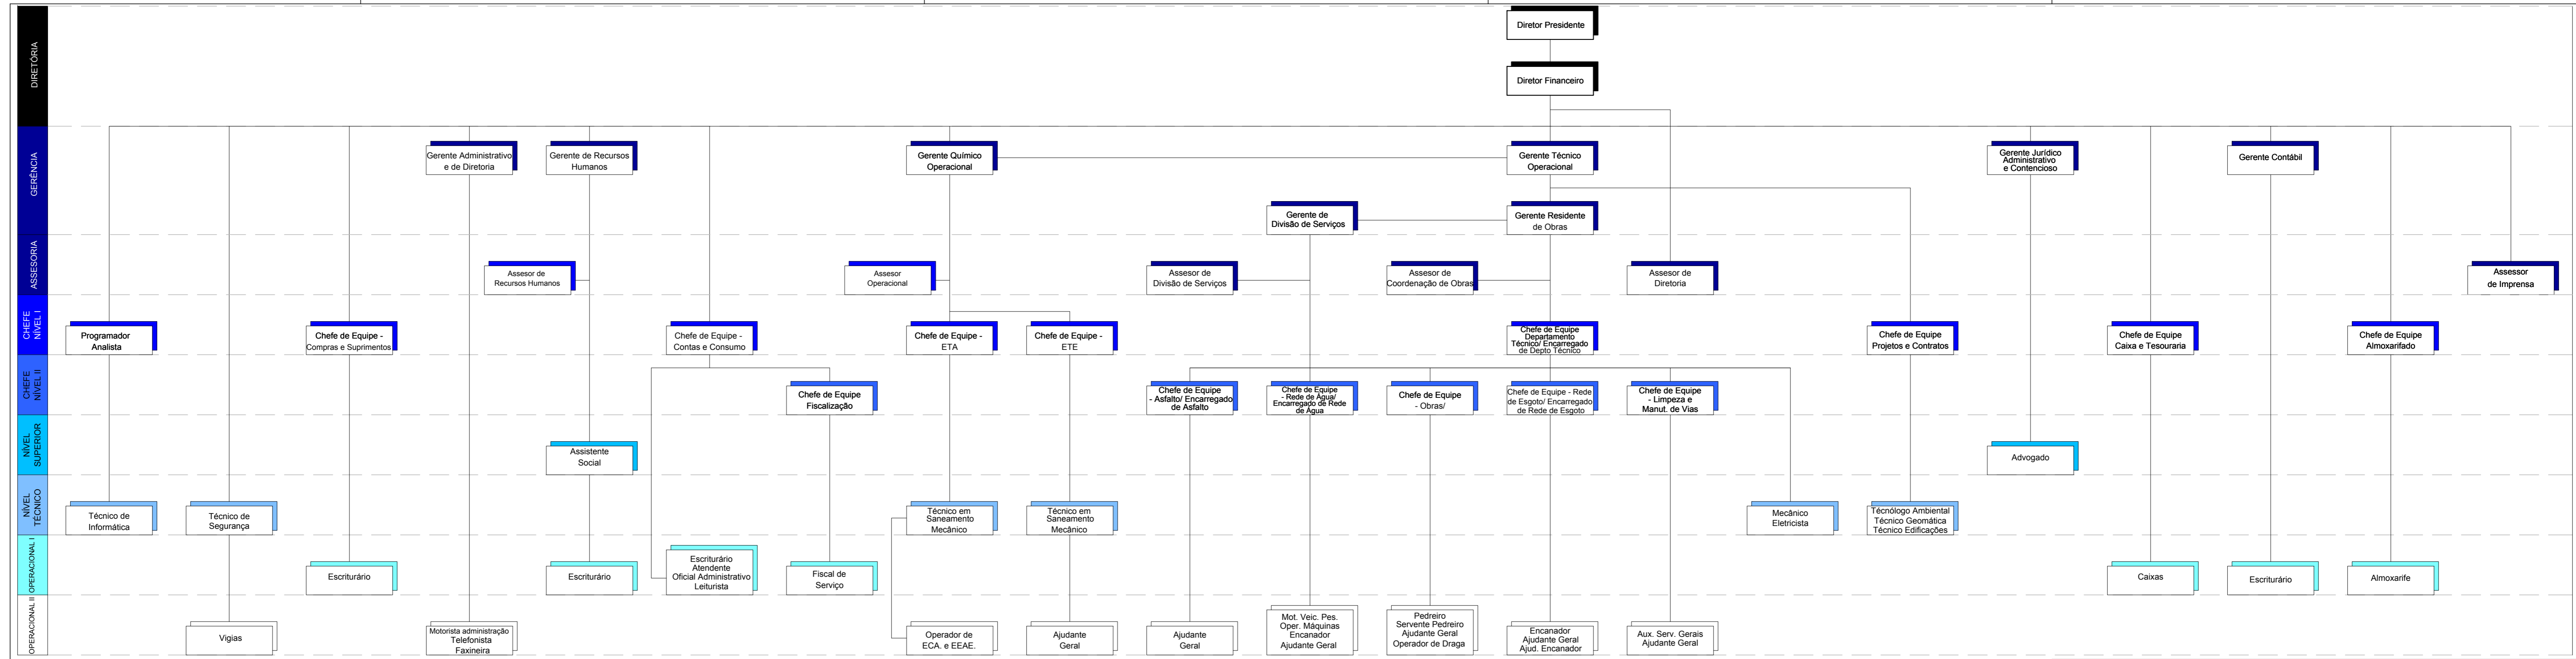 DIRETÓRIA
Diretor Presidente
Diretor Financeiro
GERÊNCIA
Gerente Administrativo
e de Diretoria
Gerente de Recursos
Humanos
Gerente Químico
Operacional
Gerente Técnico
Operacional
Gerente Jurídico
Administrativo
e Contencioso
Gerente Contábil
Gerente de
Divisão de Serviços
Gerente Residente
de Obras
ASSESORIA
Assesor de
Recursos Humanos
Assesor
Operacional
Assesor de
Divisão de Serviços
Assesor de
Coordenação de Obras
Assesor de
Diretoria
Assessor
de Imprensa
CHEFE
NÍVEL I
Programador
Analista
Chefe de Equipe -
Compras e Suprimentos
Chefe de Equipe -
Contas e Consumo
Chefe de Equipe -
ETA
Chefe de Equipe -
ETE
Chefe de Equipe
Departamento
Técnico/ Encarregado
de Depto Técnico
Chefe de Equipe
Projetos e Contratos
Chefe de Equipe
Caixa e Tesouraria
Chefe de Equipe
Almoxarifado
CHEFE
NÍVEL II
Chefe de Equipe
Fiscalização
Chefe de Equipe
- Asfalto/ Encarregado
de Asfalto
Chefe de Equipe
- Rede de Água/
Encarregado de Rede
de Água
Chefe de Equipe
- Obras/
Chefe de Equipe - Rede
de Esgoto/ Encarregado
de Rede de Esgoto
Chefe de Equipe
- Limpeza e
Manut. de Vias
NÍVEL
SUPERIOR
Assistente
Social
Advogado
NÍVEL
TÉCNICO
Técnico de
Informática
Técnico de
Segurança
Técnico em
Saneamento
Mecânico
Técnico em
Saneamento
Mecânico
Mecânico
Eletricista
Técnólogo Ambiental
Técnico Geomática
Técnico Edificações
OPERACIONAL I
Escriturário
Escriturário
Escriturário
Atendente
Oficial Administrativo
Leiturista
Fiscal de
Serviço
Caixas
Escriturário
Almoxarife
OPERACIONAL II
Vigias
Motorista administração
Telefonista
Faxineira
Operador de
ECA. e EEAE.
Ajudante
Geral
Ajudante
Geral
Mot. Veic. Pes.
Oper. Máquinas
Encanador
Ajudante Geral
Pedreiro
Servente Pedreiro
Ajudante Geral
Operador de Draga
Encanador
Ajudante Geral
Ajud. Encanador
Aux. Serv. Gerais
Ajudante Geral